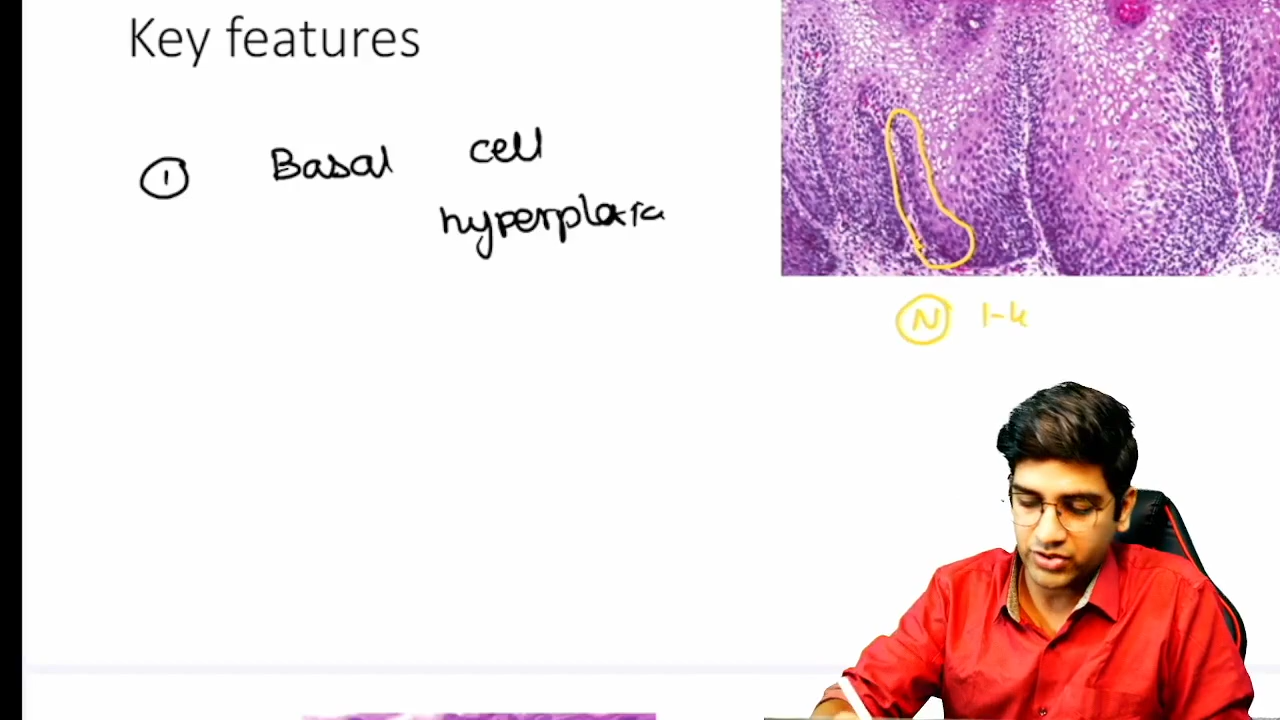 Key features
① Basal cell
hyperplasia
Ⓝ 1-4